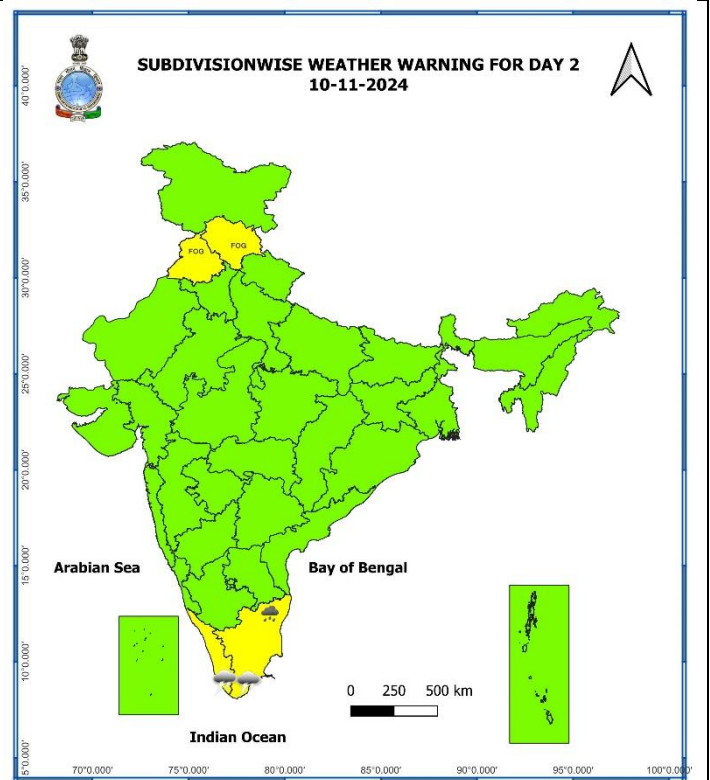 SUBDIVISIONWISE WEATHER WARNING FOR DAY 2
10-11-2024
40°0.000'
35°0.000'
FOG
FOG
30°0.000'
25°0.000'
20°0.000'
15°0.000'
Arabian Sea
Bay of Bengal
10°0.000'
0 250 500 km
Indian Ocean
5°0.000'
70°0.000' 75°0.000' 80°0.000' 85°0.000' 90°0.000' 95°0.000' 100°0.000'